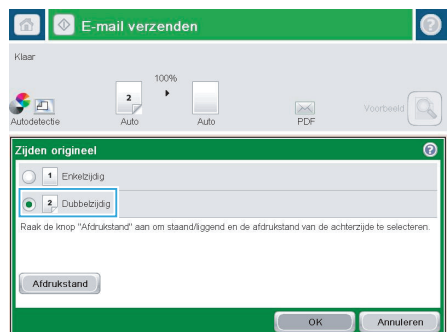 E-mail verzenden
Klaar
100%
2
Autodetectie
Auto
Auto
PDF
Voorbeeld
Zijden origineel
1 Enkelzijdig
2 Dubbelzijdig
Raak de knop "Afdrukstand" aan om staand/liggend en de afdrukstand van de achterzijde te selecteren.
Afdrukstand
OK
Annuleren